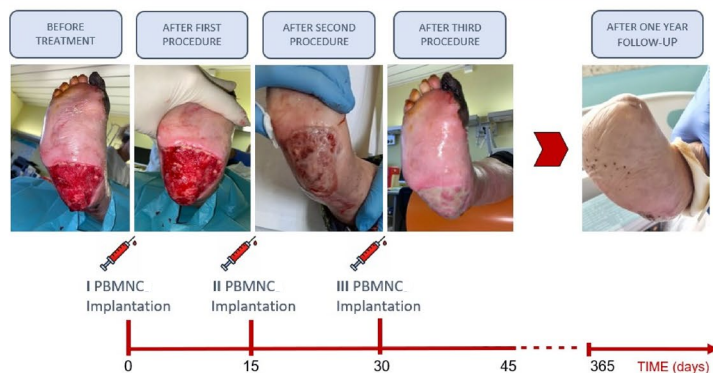 BEFORE
TREATMENT
AFTER FIRST
PROCEDURE
AFTER SECOND
PROCEDURE
AFTER THIRD
PROCEDURE
AFTER ONE YEAR
FOLLOW-UP
I PBMNC
Implantation
II PBMNC
Implantation
III PBMNC
Implantation
0
15
30
45
365
TIME (days)